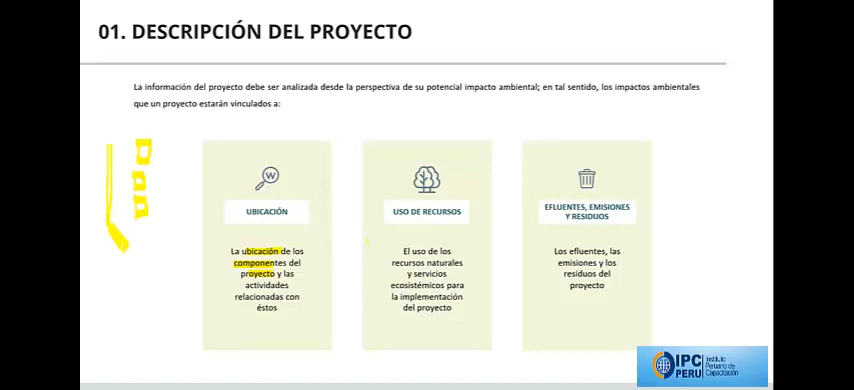 01. DESCRIPCIÓN DEL PROYECTO
La información del proyecto debe ser analizada desde la perspectiva de su potencial impacto ambiental; en tal sentido, los impactos ambientales
que un proyecto estarán vinculados a:
W
UBICACIÓN
La ubicación de los
componentes del
proyecto y las
actividades
relacionadas con
éstos
USO DE RECURSOS
El uso de los
recursos naturales
y servicios
ecosistémicos para
la implementación
del proyecto
EFLUENTES, EMISIONES
Y RESIDUOS
Los efluentes, las
emisiones y los
residuos del
proyecto
IPC
PERU
Instituto
Peruano de
Capacitación